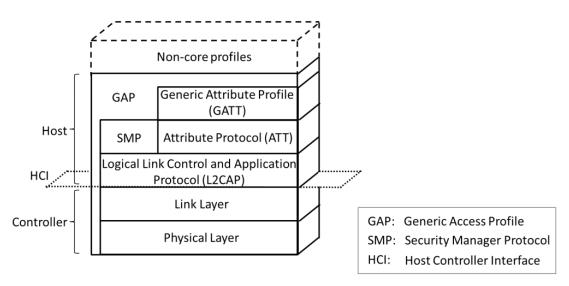 Non-core profiles
GAP
Generic Attribute Profile
(GATT)
Host
SMP
Attribute Protocol (ATT)
Logical Link Control and Application
Protocol (L2CAP)
HCI
Link Layer
Controller
Physical Layer
GAP: Generic Access Profile
SMP: Security Manager Protocol
HCI: Host Controller Interface